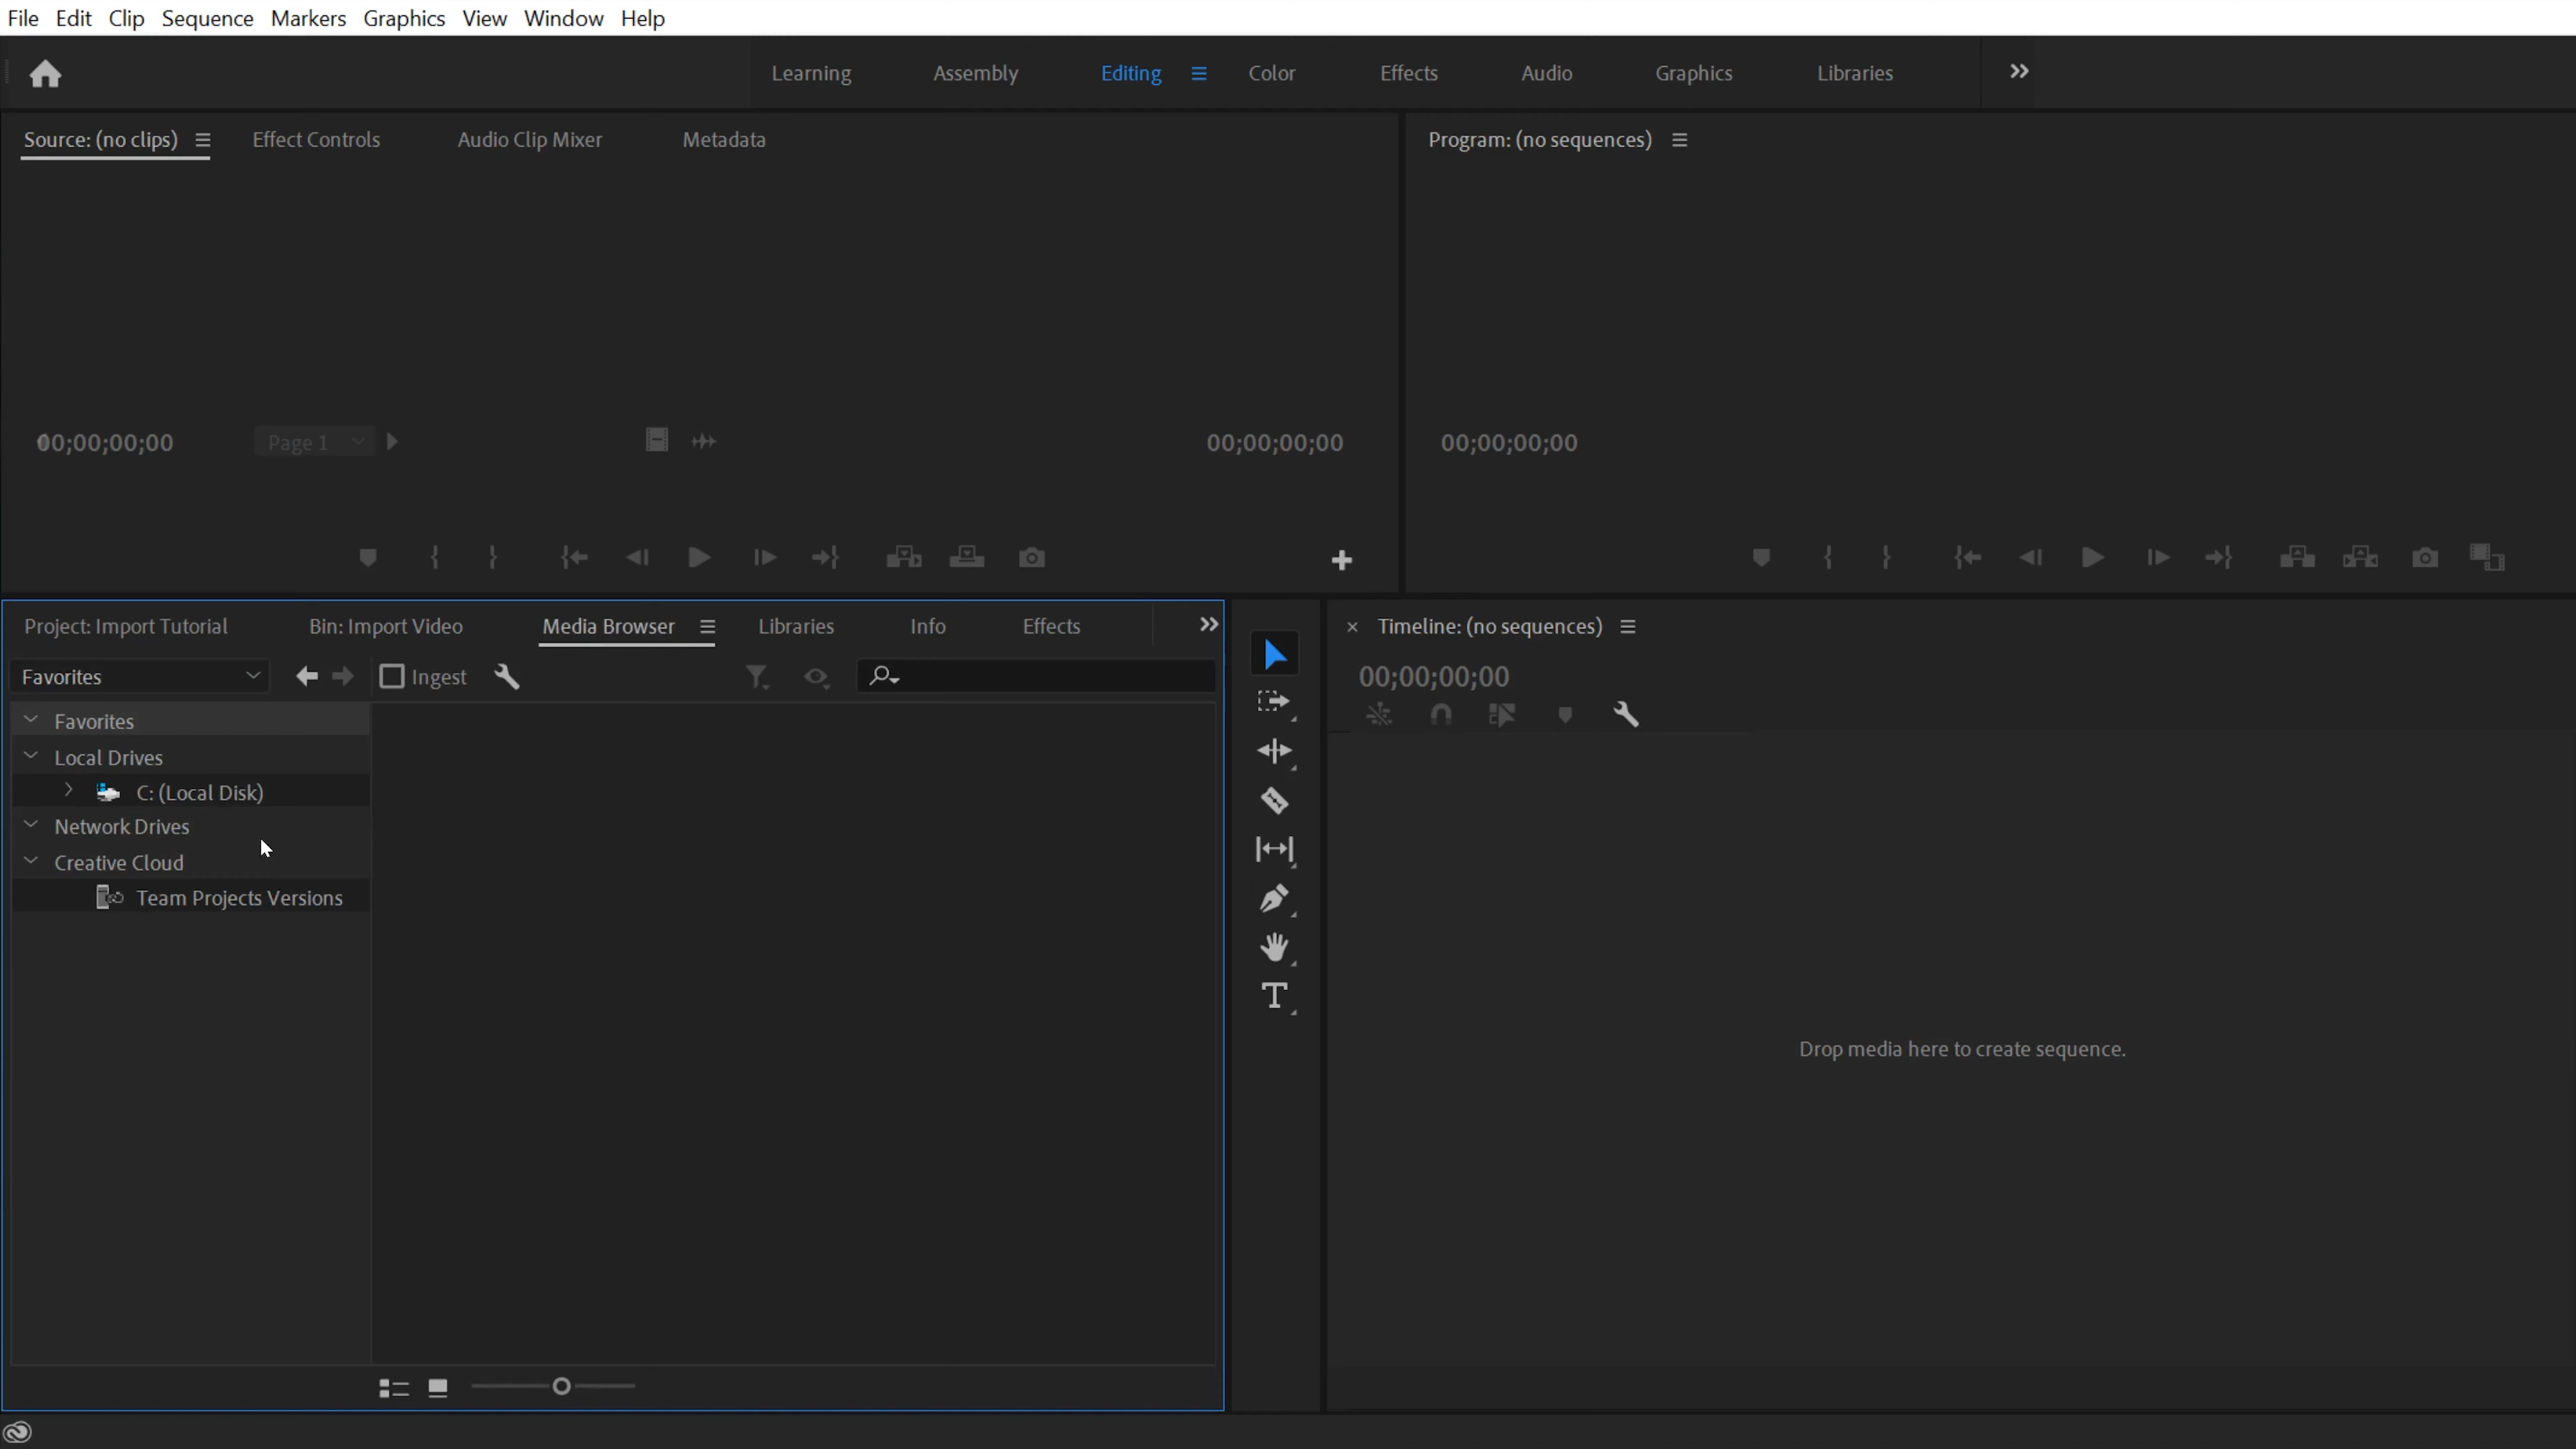 File Edit Clip Sequence Markers Graphics View Window Help
Learning Assembly Editing Color Effects Audio Graphics Libraries
Source: (no clips) Effect Controls Audio Clip Mixer Metadata
Program: (no sequences)
00;00;00;00 Page 1 00;00;00;00
00;00;00;00
Project: Import Tutorial Bin: Import Video Media Browser Libraries Info Effects
Favorites Ingest
Favorites
Local Drives
C: (Local Disk)
Network Drives
Creative Cloud
Team Projects Versions
Timeline: (no sequences)
00;00;00;00
Drop media here to create sequence.